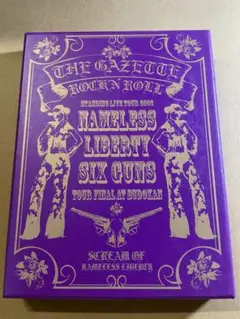 THE GAZETTE
ROCK'N ROLL
STANDING LIVE TOUR 2006
NAMELESS
LIBERTY
SIX GUNS
TOUR FINAL AT BUDOKAN
SCREAM OF
NAMELESS LIBERTY